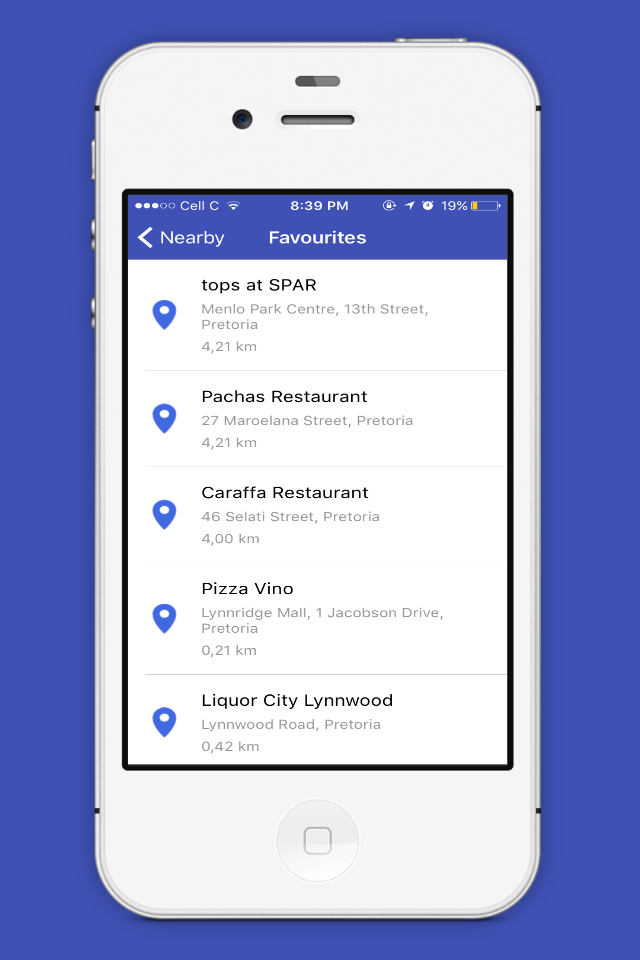 Cell C 8:39 PM 19%
Nearby Favourites
tops at SPAR
Menlo Park Centre, 13th Street,
Pretoria
4,21 km
Pachas Restaurant
27 Maroelana Street, Pretoria
4,21 km
Caraffa Restaurant
46 Selati Street, Pretoria
4,00 km
Pizza Vino
Lynnridge Mall, 1 Jacobson Drive,
Pretoria
0,21 km
Liquor City Lynnwood
Lynnwood Road, Pretoria
0,42 km